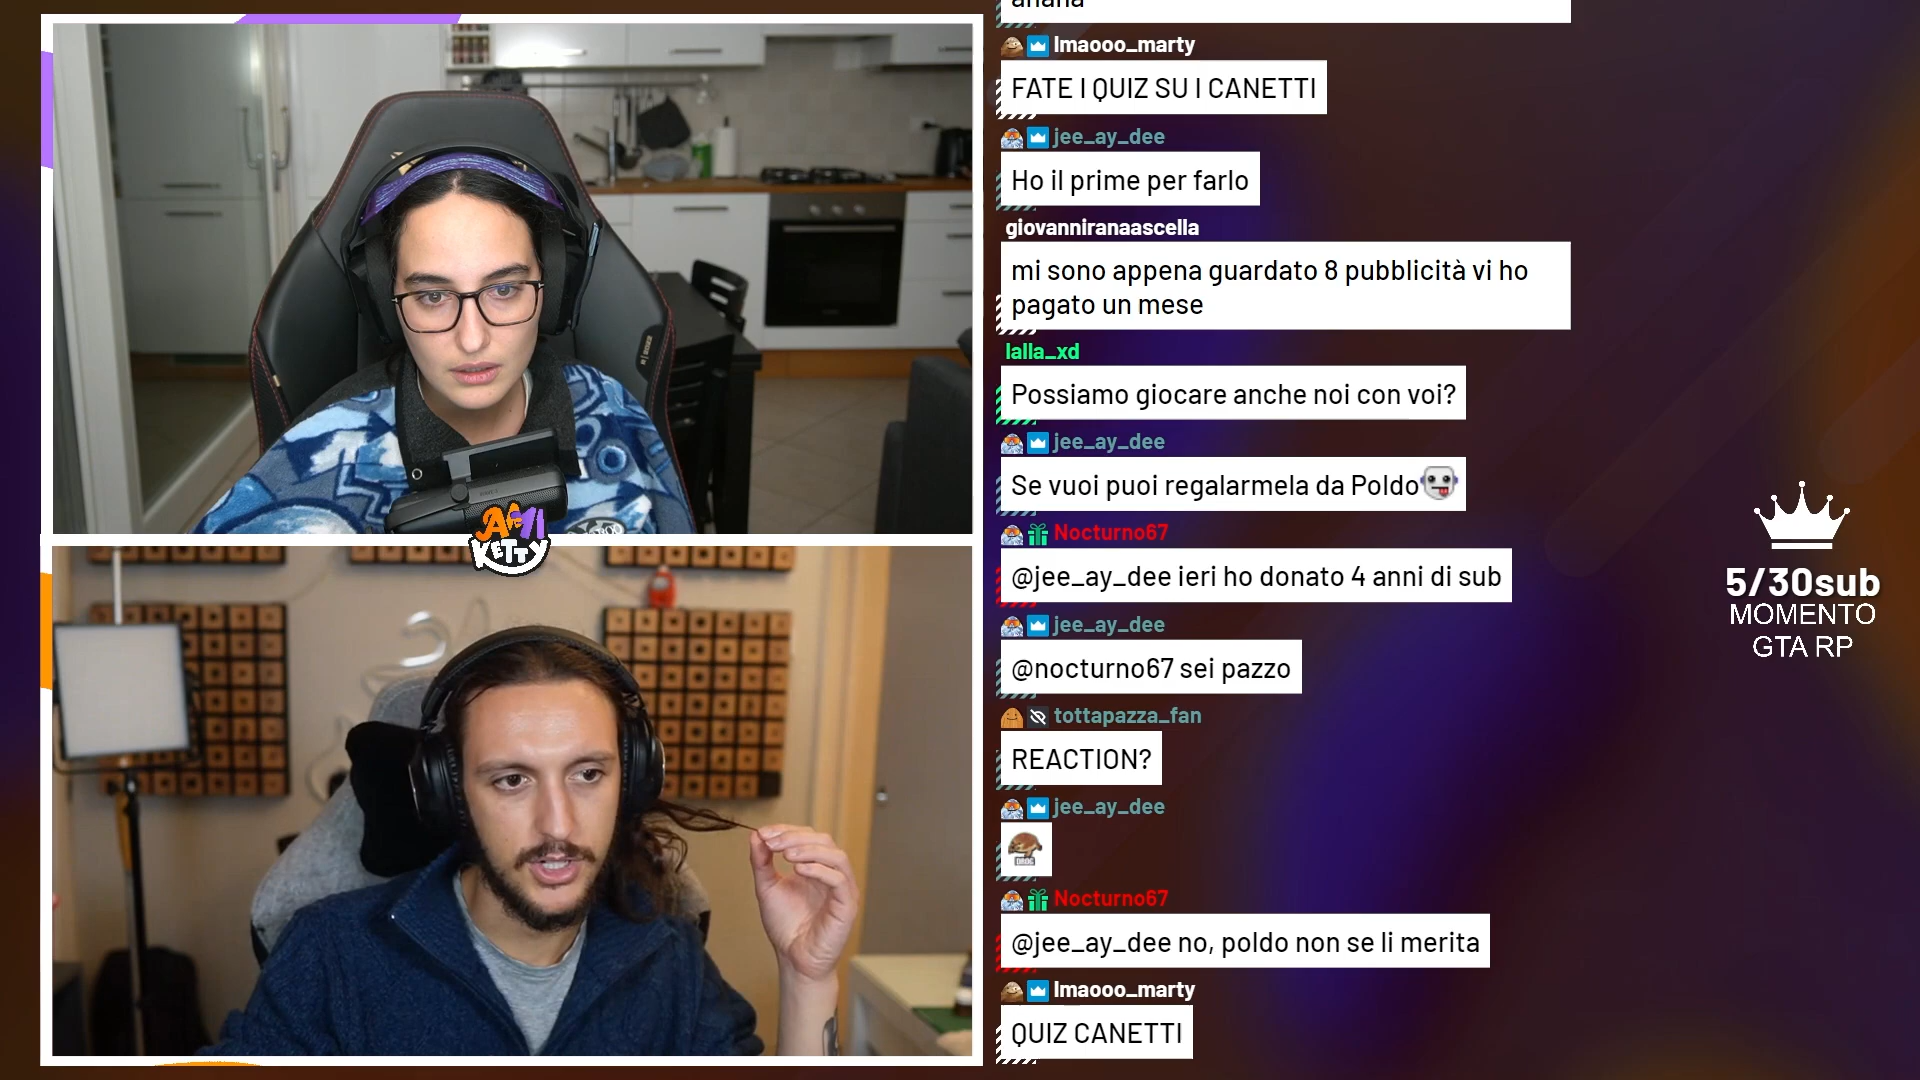 lmaooo_marty
FATE I QUIZ SU I CANETTI
jee_ay_dee
Ho il prime per farlo
giovanniranaascella
mi sono appena guardato 8 pubblicità vi ho
pagato un mese
lalla_xd
Possiamo giocare anche noi con voi?
jee_ay_dee
Se vuoi puoi regalarmela da Poldo
Nocturno67
@jee_ay_dee ieri ho donato 4 anni di sub
jee_ay_dee
@nocturno67 sei pazzo
tottapazza_fan
REACTION?
jee_ay_dee
DROG
Nocturno67
@jee_ay_dee no, poldo non se li merita
lmaooo_marty
QUIZ CANETTI
5/30sub
MOMENTO
GTA RP
KETTY